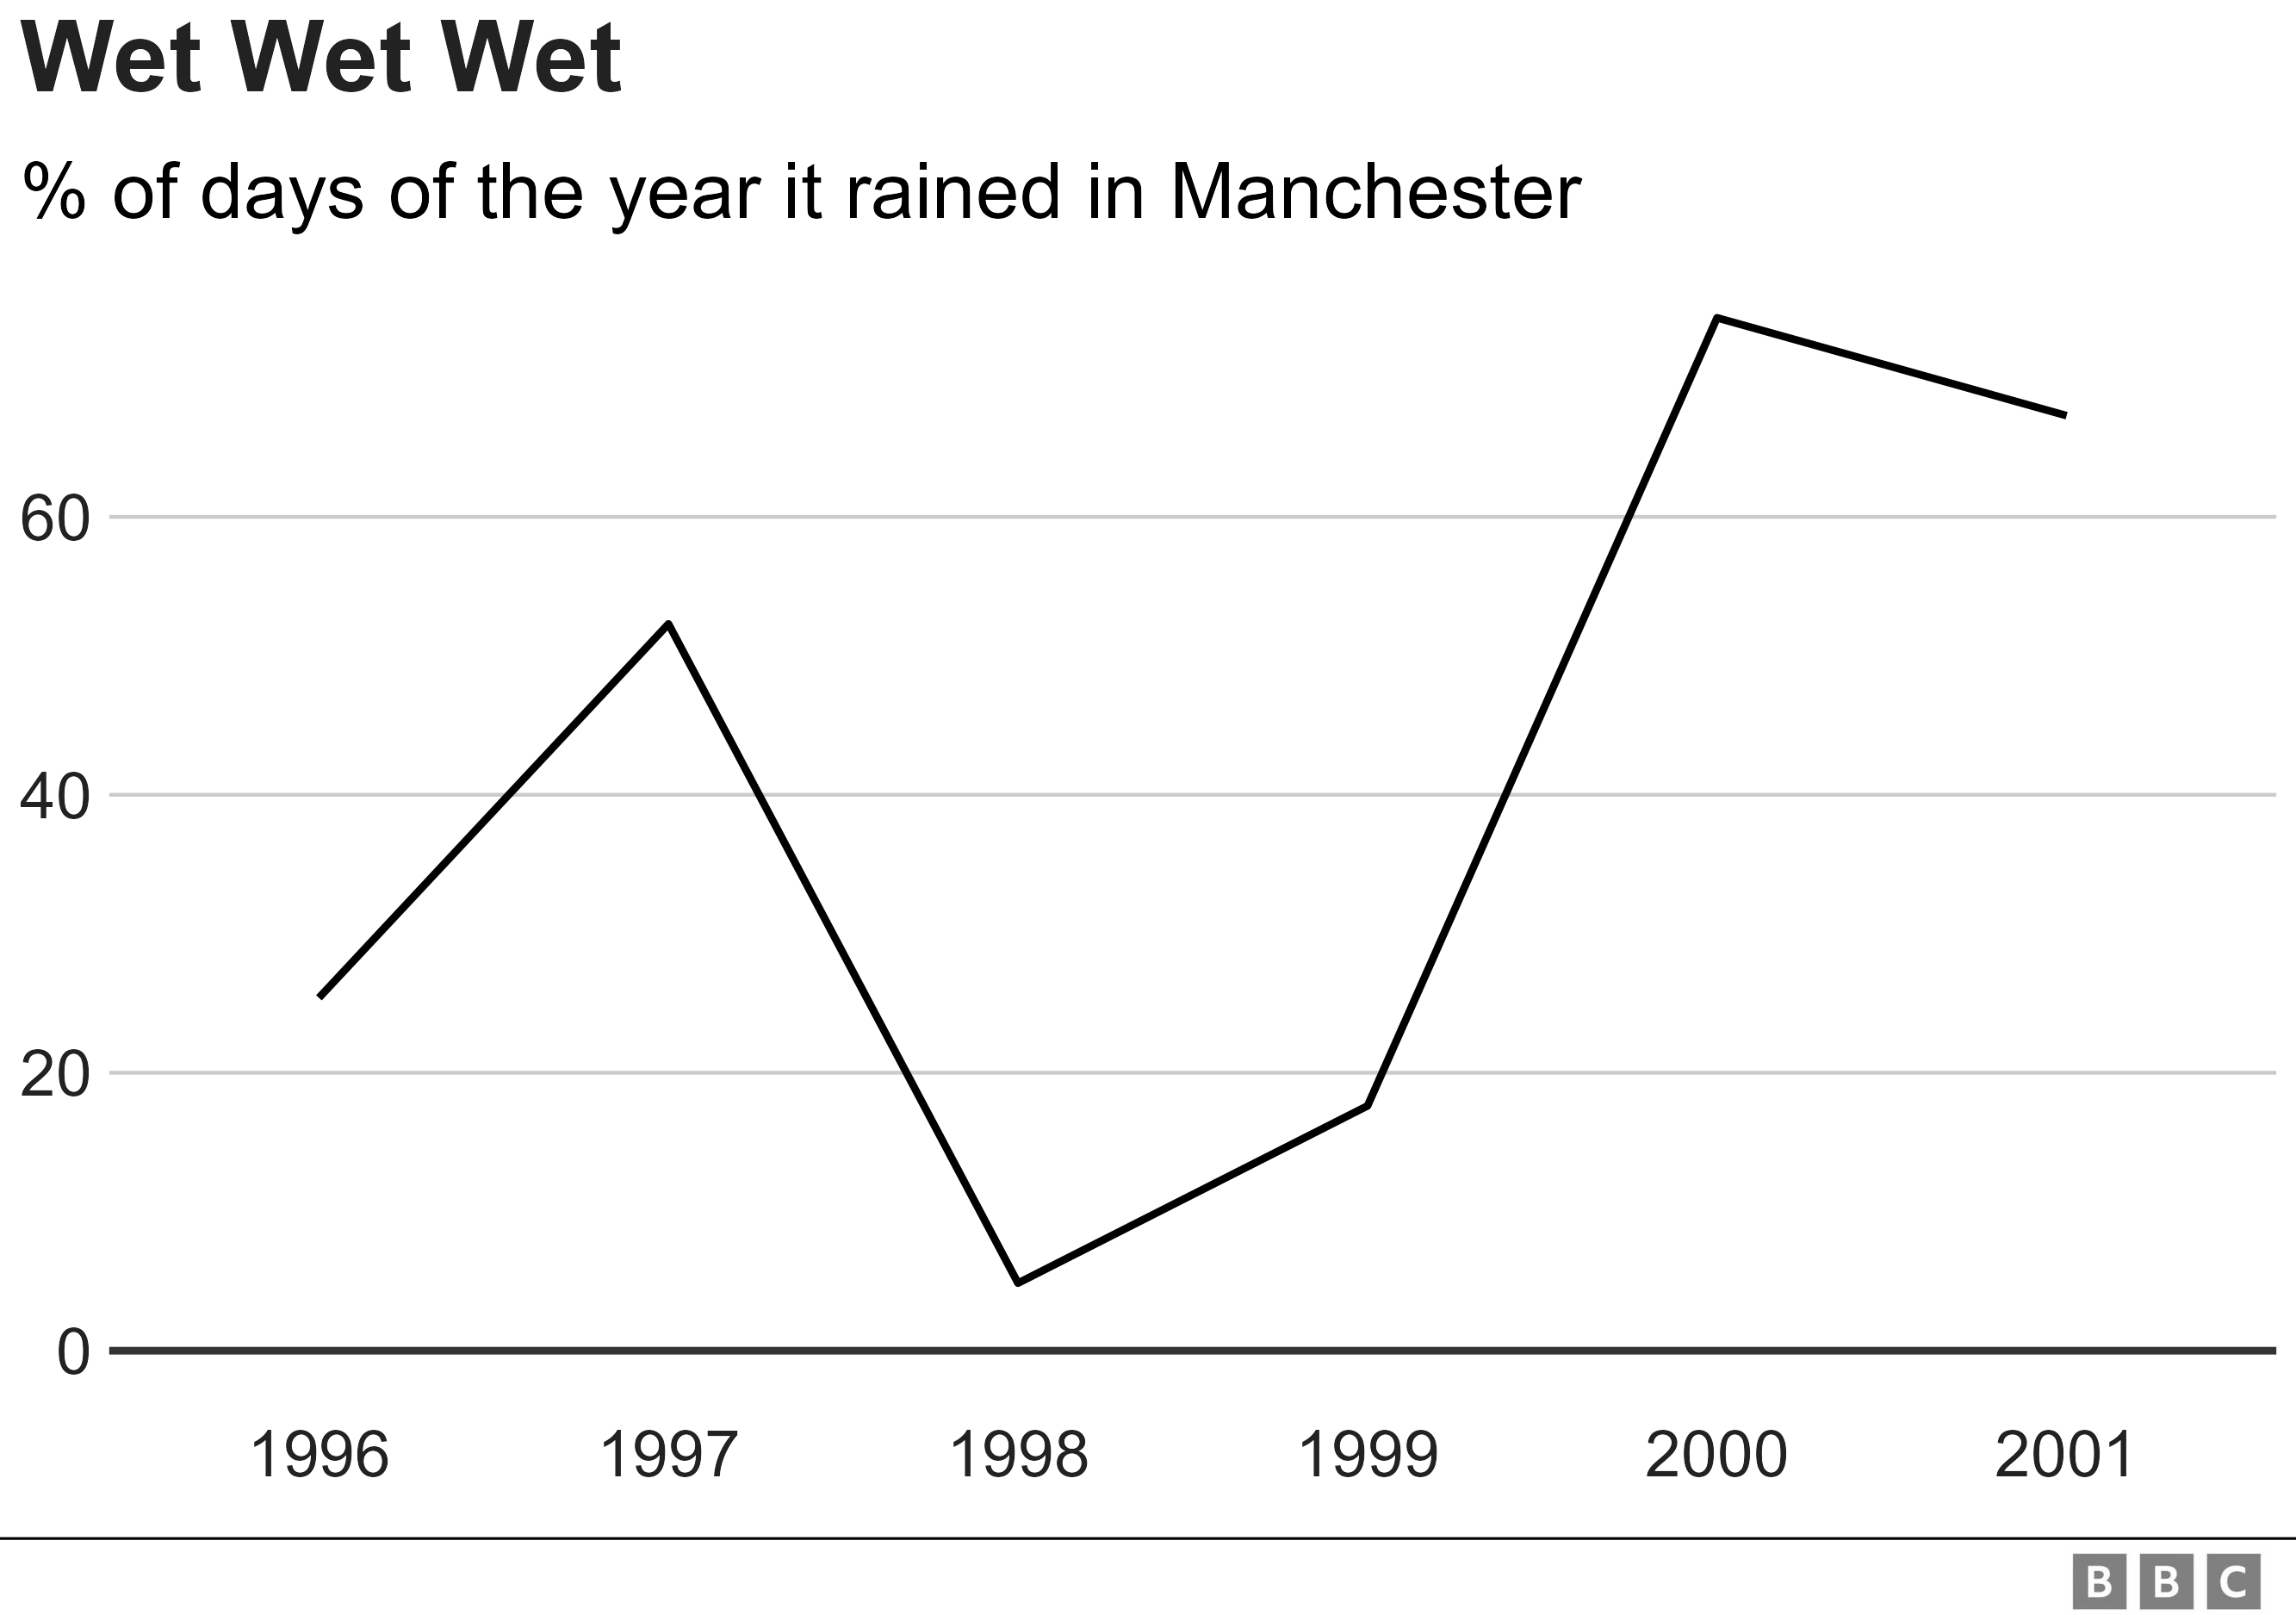 Wet Wet Wet
% of days of the year it rained in Manchester
60
40
20
0
1996 1997 1998 1999 2000 2001
BBC